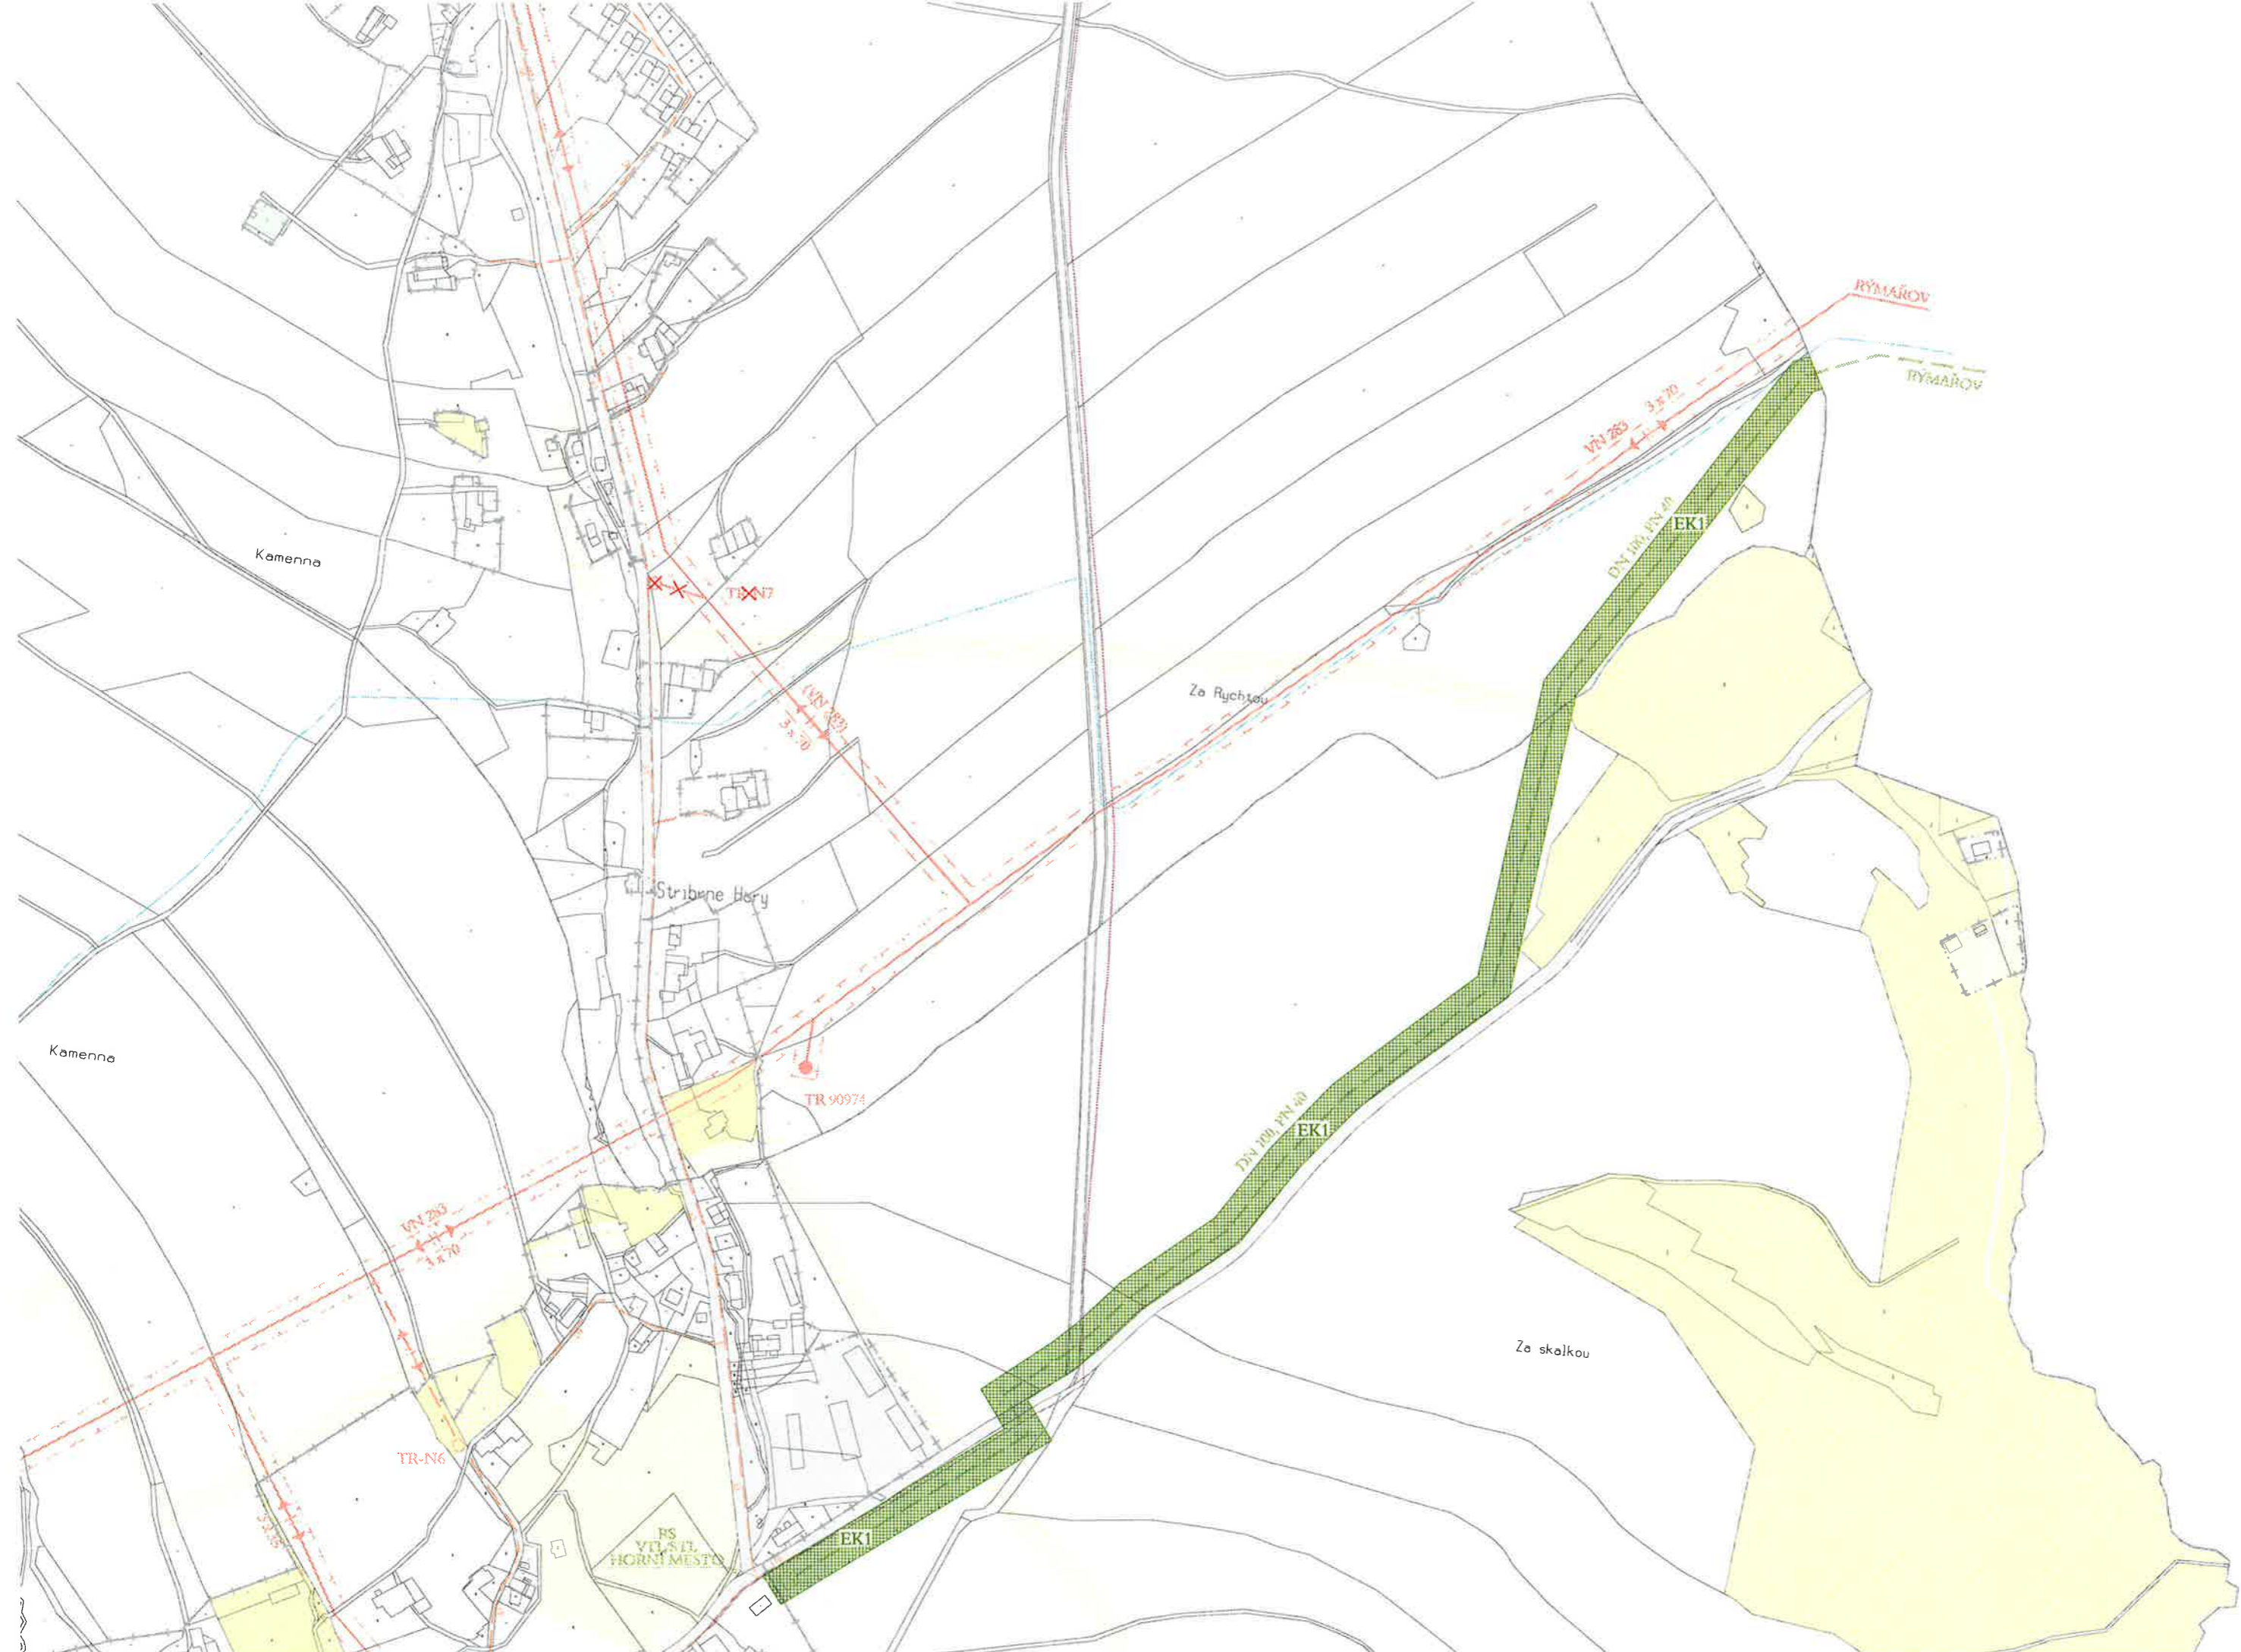 RÝMAŘOV
RÝMAŘOV
3 x 70
VN 283
DN 100, PN 40
EK1
Kamenna
TR-N7
Za Rychtou
(VN 283)
3 x 70
Stribrne Hory
Kamenna
TR 90974
DN 100, PN 40
EK1
VN 283
3 x 70
Za skalkou
TR-N6
EK1
RS
VTL/STL
HORNÍ MĚSTO